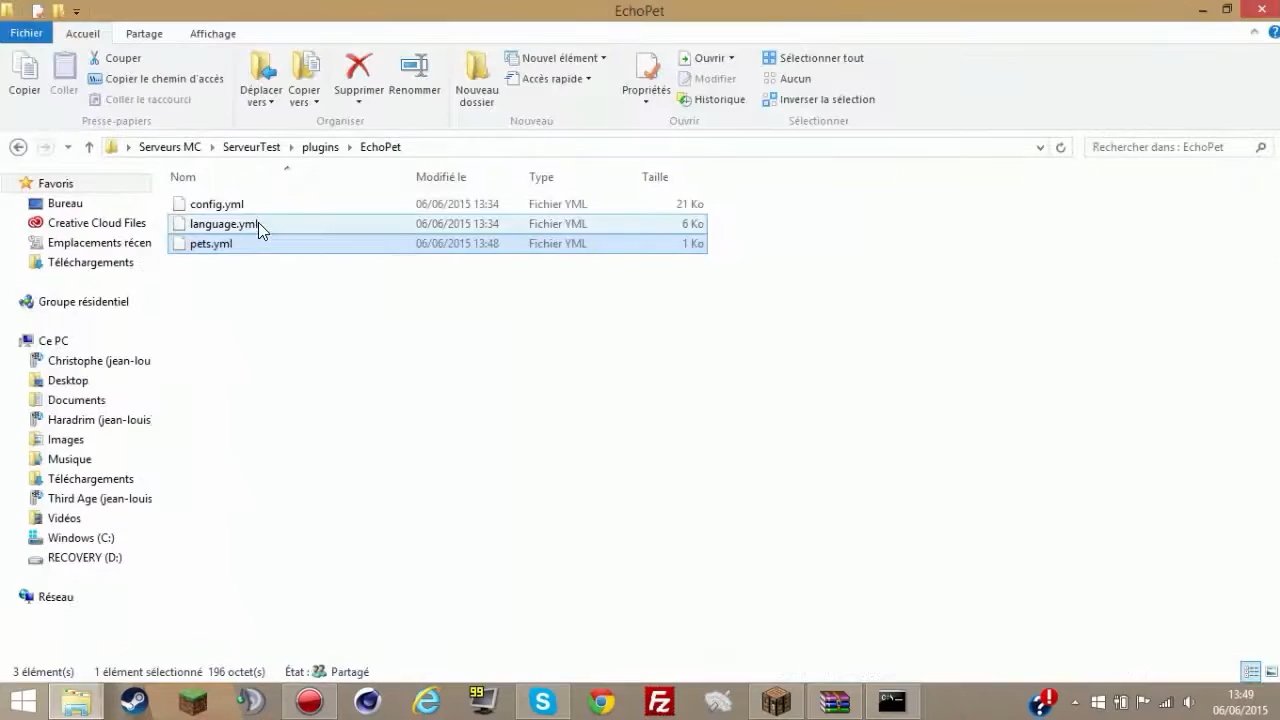 EchoPet
Fichier Accueil Partage Affichage
Copier
Coller
Couper
Copier le chemin d'accès
Coller le raccourci
Presse-papiers
Déplacer vers
Copier vers
Supprimer
Renommer
Organiser
Nouveau dossier
Nouvel élément
Accès rapide
Nouveau
Propriétés
Ouvrir
Modifier
Historique
Ouvrir
Sélectionner tout
Aucun
Inverser la sélection
Sélectionner
Serveurs MC ServeurTest plugins EchoPet
Rechercher dans : EchoPet
Nom Modifié le Type Taille
config.yml 06/06/2015 13:34 Fichier YML 21 Ko
language.yml 06/06/2015 13:34 Fichier YML 6 Ko
pets.yml 06/06/2015 13:48 Fichier YML 1 Ko
Favoris
Bureau
Creative Cloud Files
Emplacements récen
Téléchargements
Groupe résidentiel
Ce PC
Christophe (jean-lou
Desktop
Documents
Haradrim (jean-louis
Images
Musique
Téléchargements
Third Age (jean-louis
Vidéos
Windows (C:)
RECOVERY (D:)
Réseau
3 élément(s) 1 élément sélectionné 196 octet(s) État : Partagé
99
13:49
06/06/2015